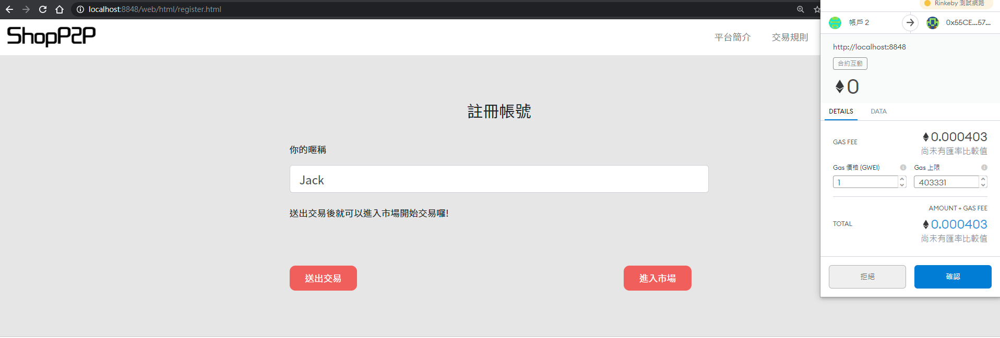 localhost:8848/web/html/register.html
ShopP2P
平台簡介
交易規則
註冊帳號
你的暱稱
Jack
送出交易後就可以進入市場開始交易囉!
送出交易
進入市場
Rinkeby 測試網路
帳戶 2
0x55CE...57...
http://localhost:8848
合約互動
0
DETAILS
DATA
GAS FEE
0.000403
尚未有匯率比較值
Gas 價格 (GWEI)
Gas 上限
1
403331
AMOUNT + GAS FEE
TOTAL
0.000403
尚未有匯率比較值
拒絕
確認